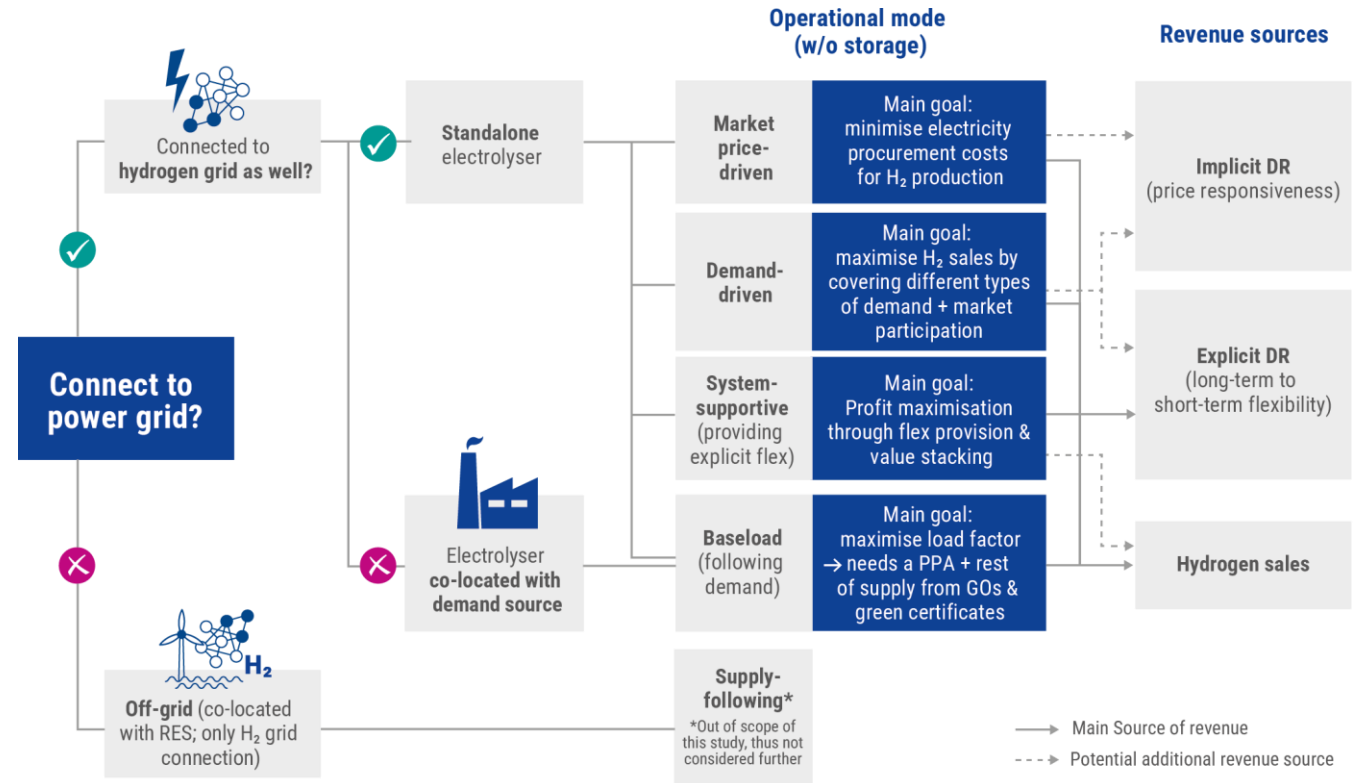 Operational mode
(w/o storage)
Revenue sources
Connected to
hydrogen grid as well?
Standalone
electrolyser
Market
price-
driven
Main goal:
minimise electricity
procurement costs
for H₂ production
Implicit DR
(price responsiveness)
Demand-
driven
Main goal:
maximise H₂ sales by
covering different types
of demand + market
participation
Connect to
power grid?
System-
supportive
(providing
explicit flex)
Main goal:
Profit maximisation
through flex provision &
value stacking
Explicit DR
(long-term to
short-term flexibility)
Electrolyser
co-located with
demand source
Baseload
(following
demand)
Main goal:
maximise load factor
→ needs a PPA + rest
of supply from GOs &
green certificates
Hydrogen sales
H₂
Off-grid (co-located
with RES; only H₂ grid
connection)
Supply-
following*
*Out of scope of
this study, thus not
considered further
Main Source of revenue
Potential additional revenue source